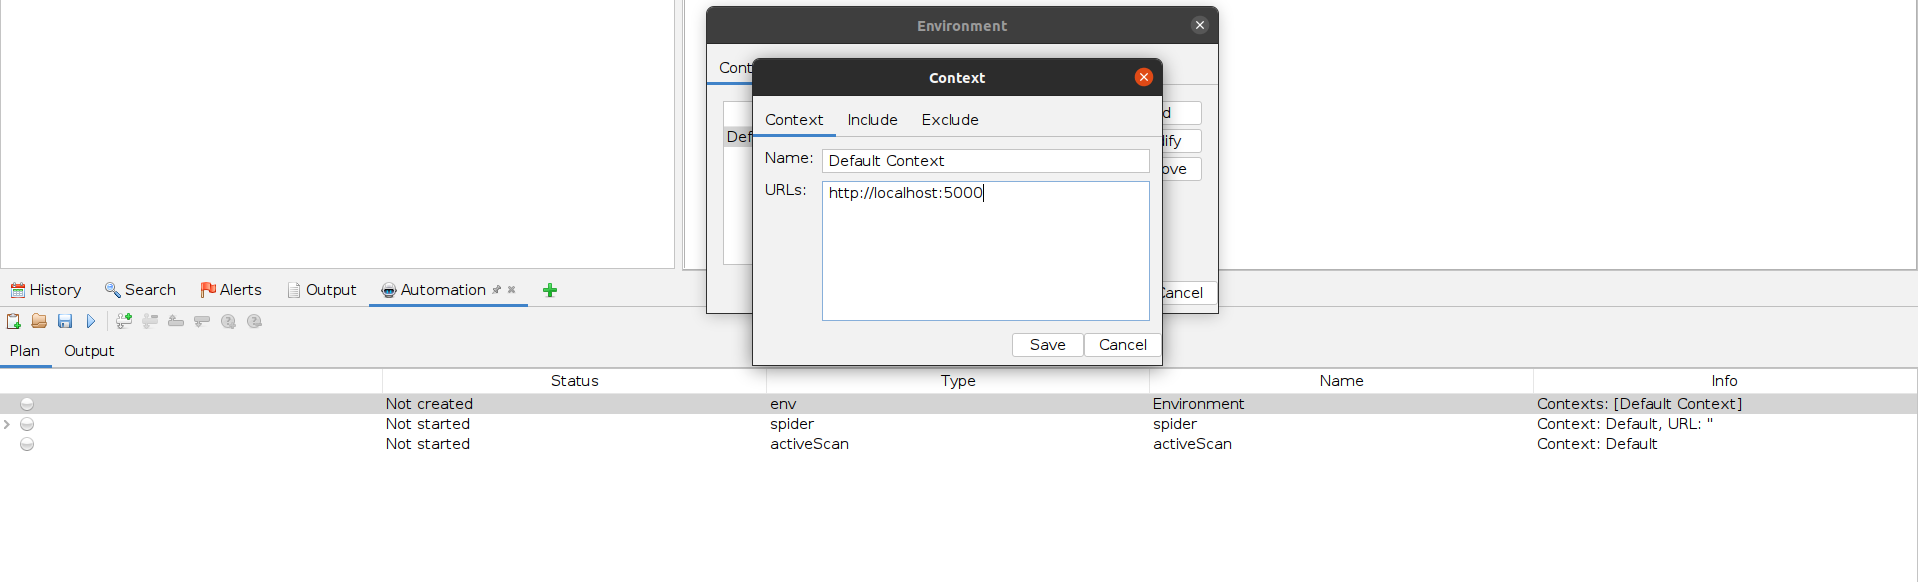 Environment
Cont
Context
Context Include Exclude
d
Def
Name: Default Context
ify
URLs: http://localhost:5000
ove
History Search Alerts Output Automation
Cancel
Save Cancel
Plan Output
Status Type Name Info
Not created env Environment Contexts: [Default Context]
Not started spider spider Context: Default, URL: ''
Not started activeScan activeScan Context: Default